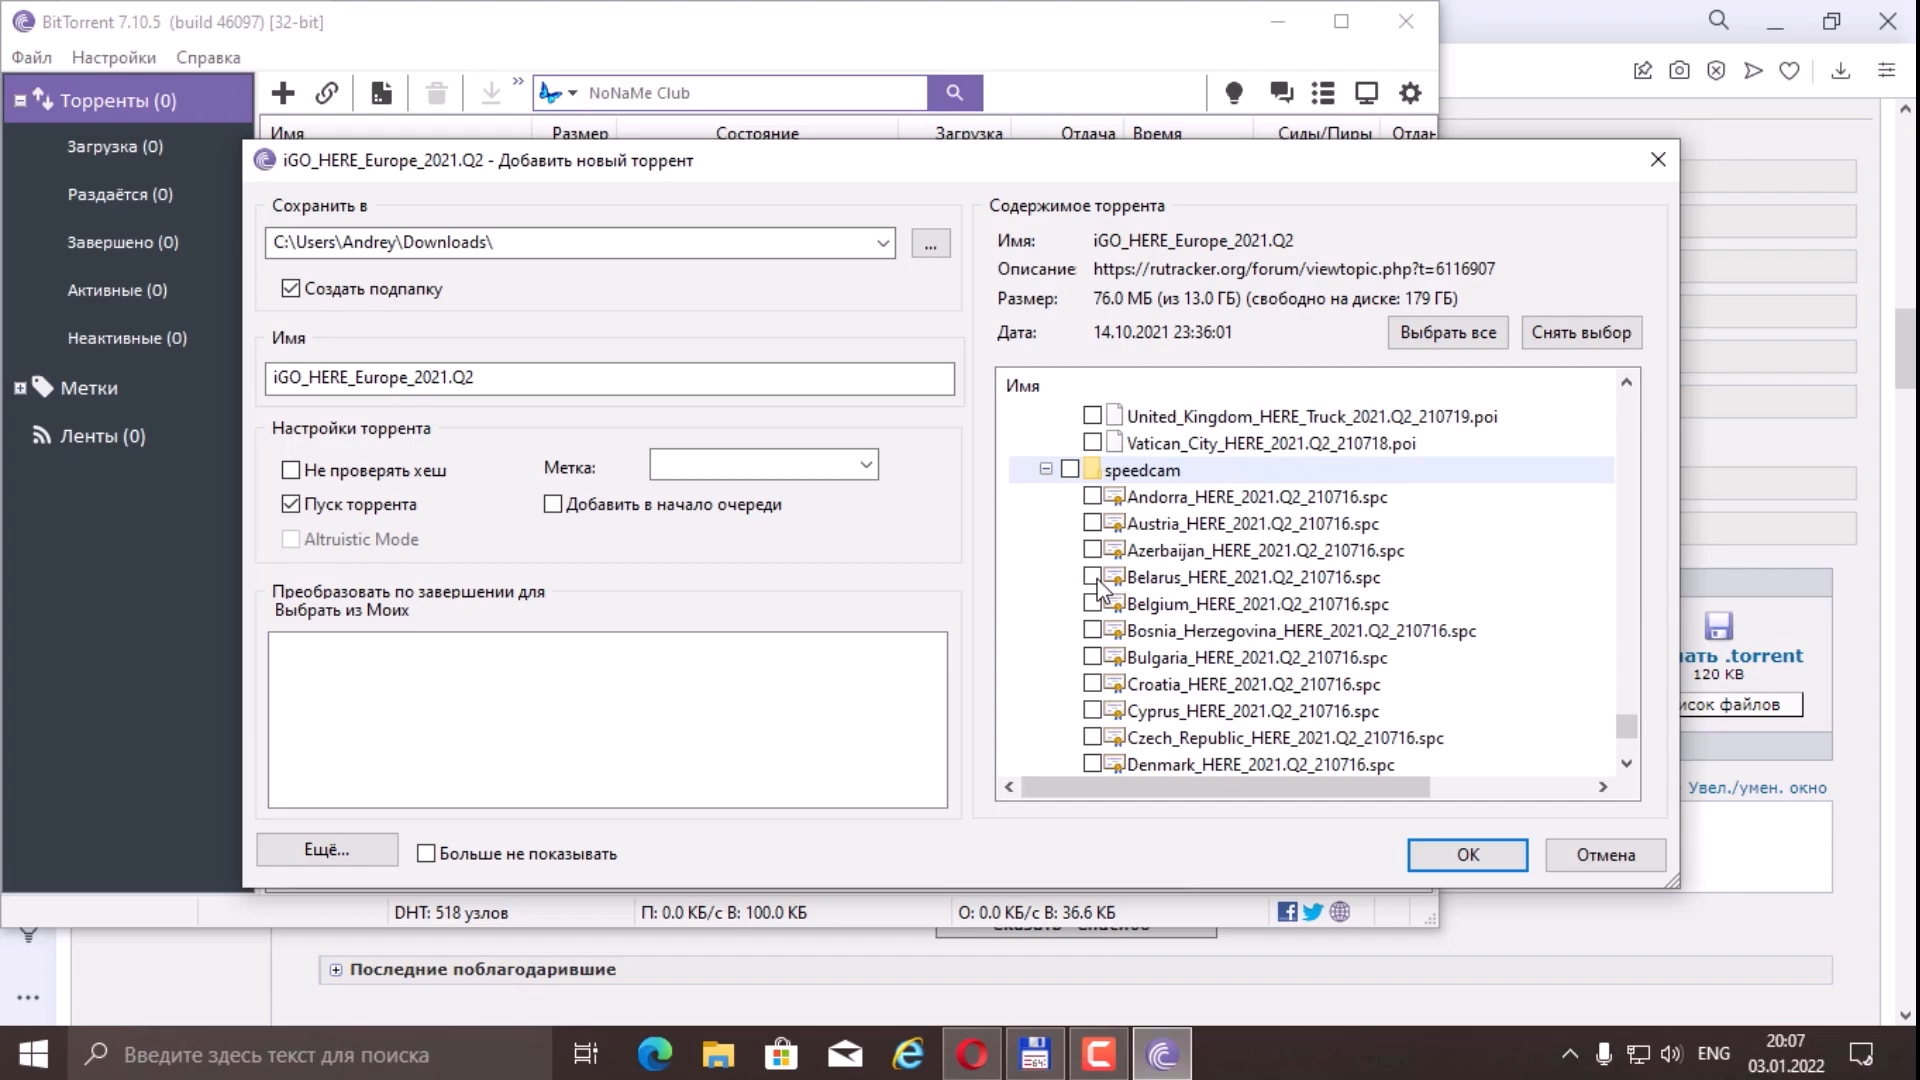 BitTorrent 7.10.5 (build 46097) [32-bit]
Файл Настройки Справка
Торренты (0)
NoNaMe Club
Имя Размер Состояние Загрузка Отдача Время Сиды/Пиры
Загрузка (0)
Раздаётся (0)
Завершено (0)
Активные (0)
Неактивные (0)
Метки
Ленты (0)
iGO_HERE_Europe_2021.Q2 - Добавить новый торрент
Сохранить в
C:\Users\Andrey\Downloads\
...
Создать подпапку
Имя
iGO_HERE_Europe_2021.Q2
Настройки торрента
Не проверять хеш
Метка:
Пуск торрента
Добавить в начало очереди
Altruistic Mode
Преобразовать по завершении для
Выбрать из Моих
Ещё...
Больше не показывать
Содержимое торрента
Имя: iGO_HERE_Europe_2021.Q2
Описание https://rutracker.org/forum/viewtopic.php?t=6116907
Размер: 76.0 МБ (из 13.0 ГБ) (свободно на диске: 179 ГБ)
Дата: 14.10.2021 23:36:01
Выбрать все
Снять выбор
Имя
United_Kingdom_HERE_Truck_2021.Q2_210719.poi
Vatican_City_HERE_2021.Q2_210718.poi
speedcam
Andorra_HERE_2021.Q2_210716.spc
Austria_HERE_2021.Q2_210716.spc
Azerbaijan_HERE_2021.Q2_210716.spc
Belarus_HERE_2021.Q2_210716.spc
Belgium_HERE_2021.Q2_210716.spc
Bosnia_Herzegovina_HERE_2021.Q2_210716.spc
Bulgaria_HERE_2021.Q2_210716.spc
Croatia_HERE_2021.Q2_210716.spc
Cyprus_HERE_2021.Q2_210716.spc
Czech_Republic_HERE_2021.Q2_210716.spc
Denmark_HERE_2021.Q2_210716.spc
OK
Отмена
.torrent
120 KB
файлов
Увел./умен. окно
DHT: 518 узлов
П: 0.0 КБ/с В: 100.0 КБ
О: 0.0 КБ/с В: 36.6 КБ
Последние поблагодарившие
Введите здесь текст для поиска
ENG
20:07
03.01.2022